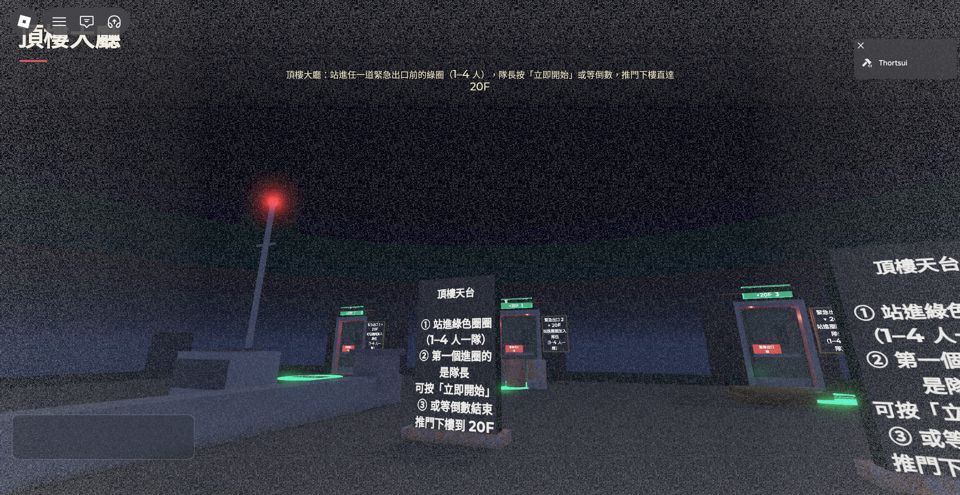 頂樓大廳
頂樓大廳：站進任一道緊急出口前的綠圈（1–4 人），隊長按「立即開始」或等倒數，推門下樓直達
20F
Thortsui
頂樓天台
① 站進綠色圈圈
（1–4 人一隊）
② 第一個進圈的
是隊長
可按「立即開始」
③ 或等倒數結束
推門下樓到 20F
頂樓天台
① 站進綠色
（1–4 人一
② 第一個
是隊
可按「立
③ 或等
推門下